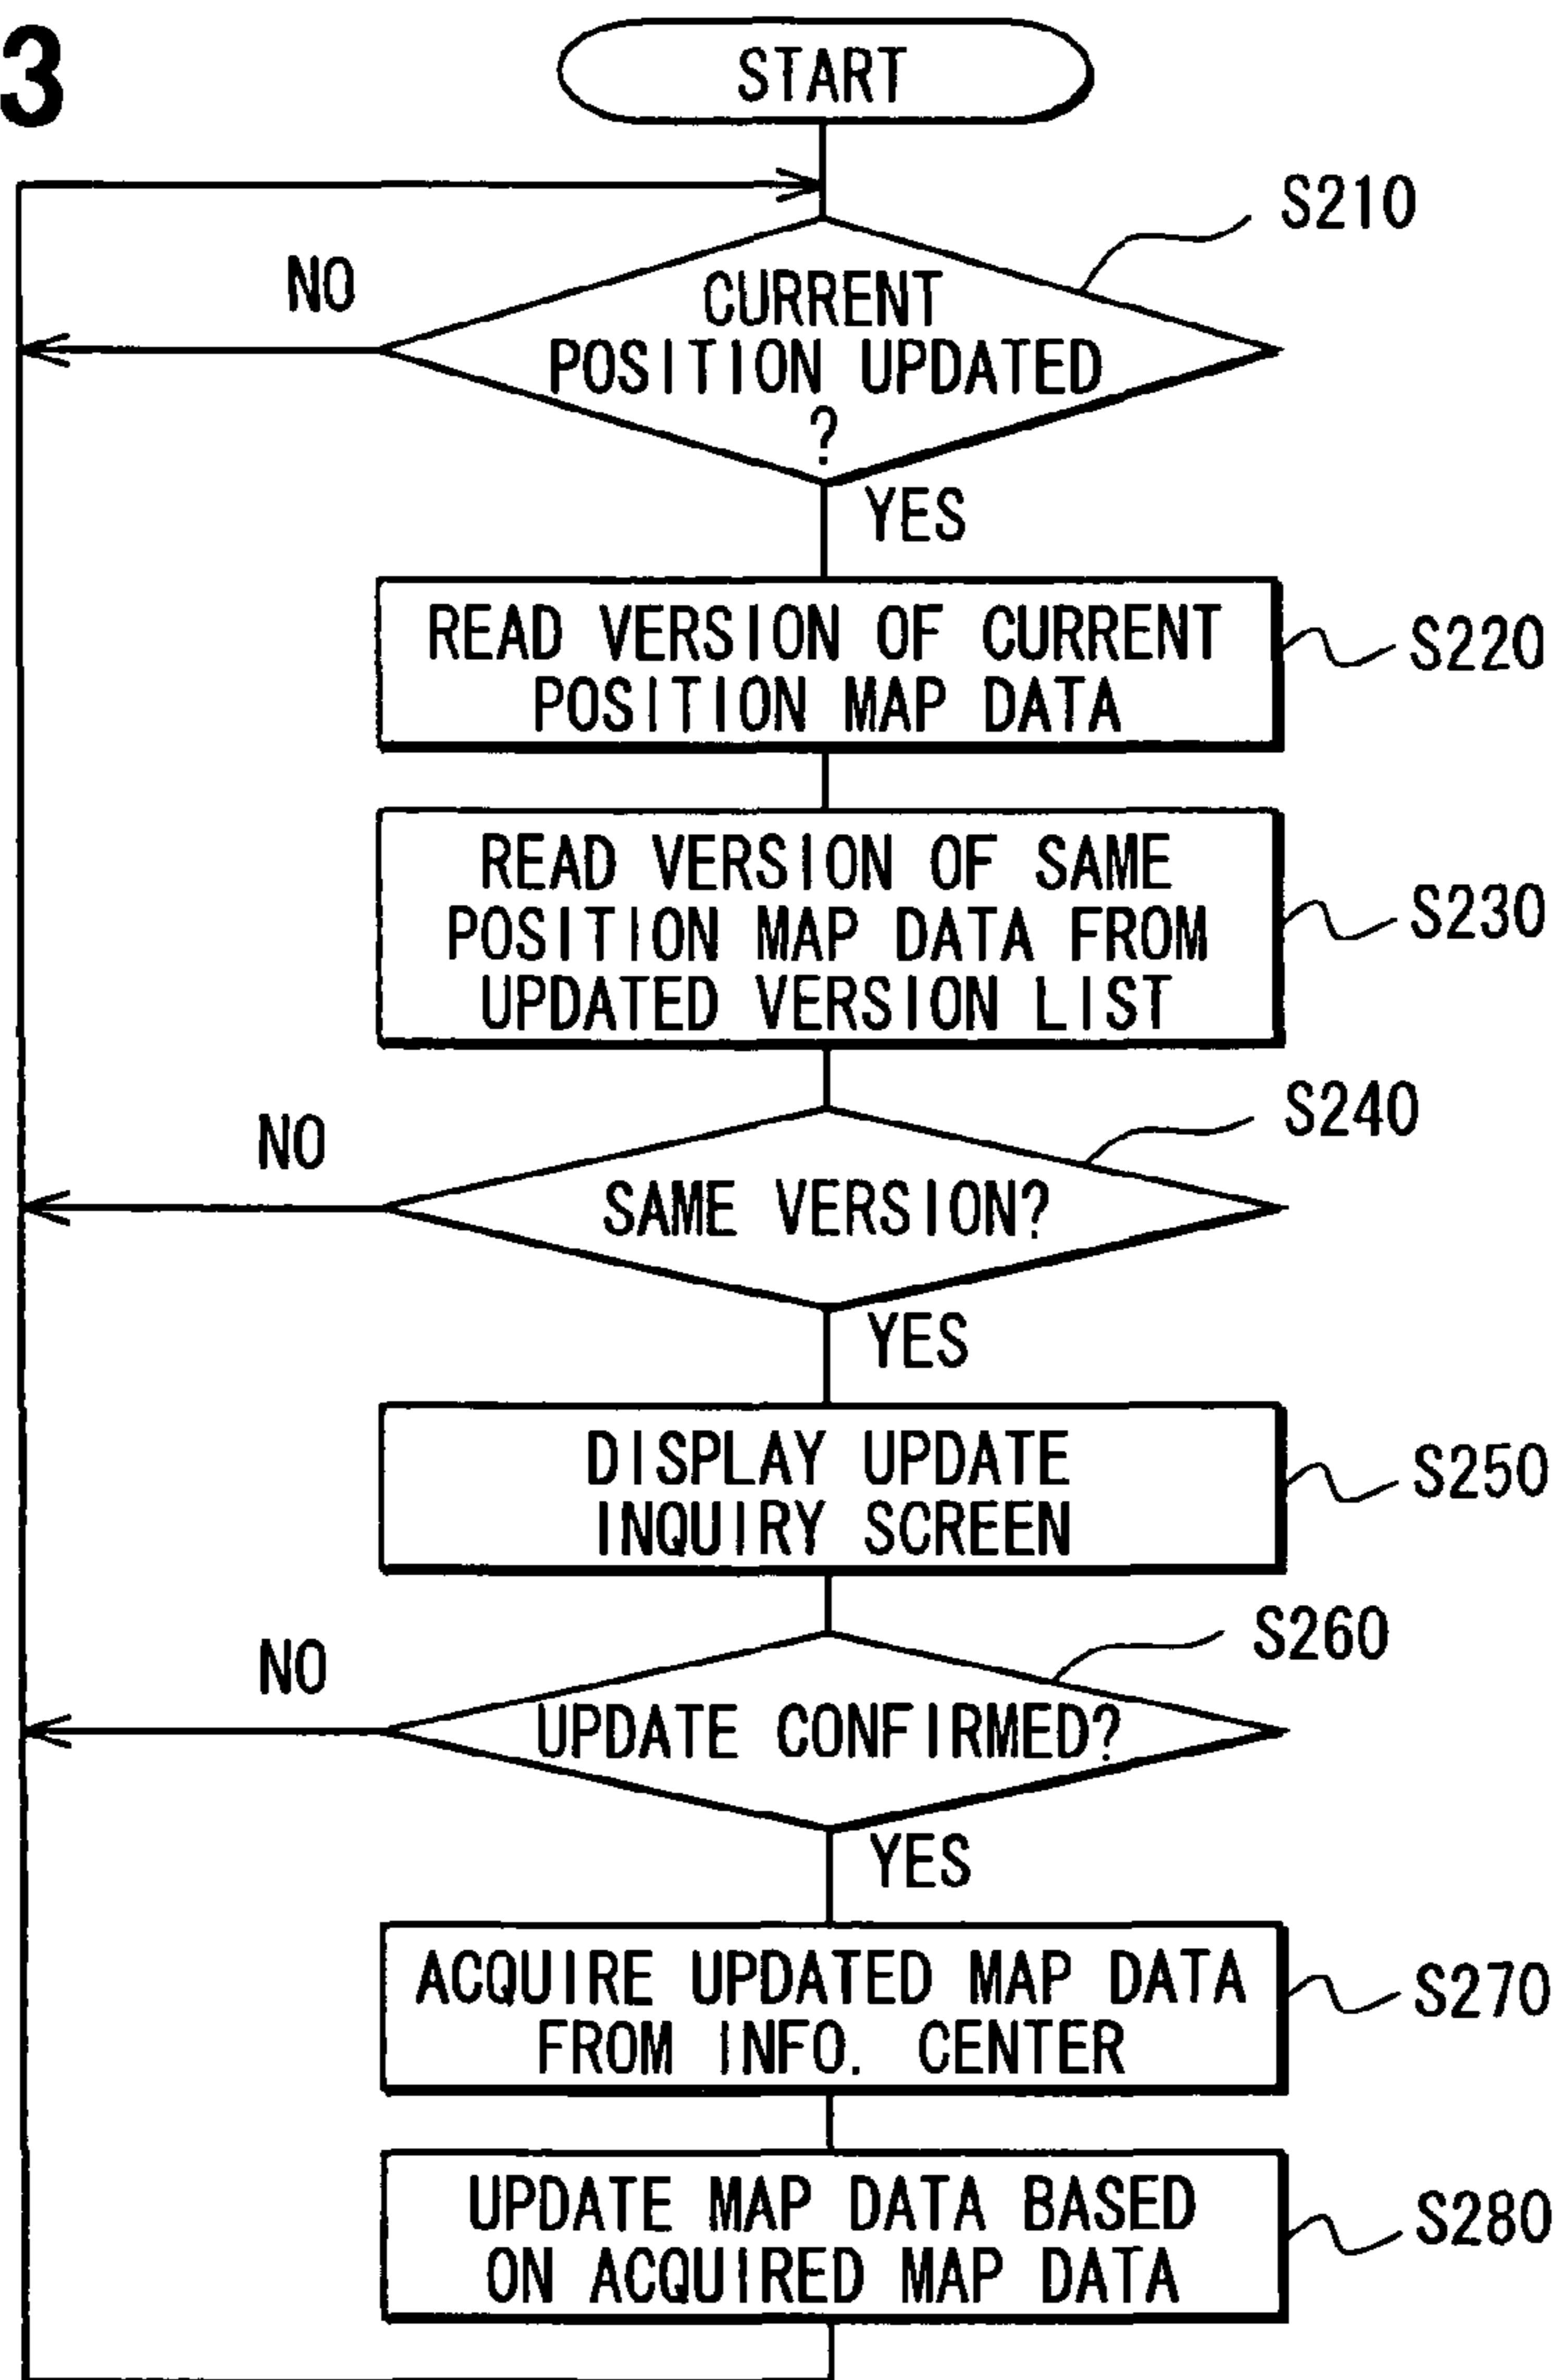 3
START
S210
NO
CURRENT
POSITION UPDATED
?
YES
READ VERSION OF CURRENT
POSITION MAP DATA
S220
READ VERSION OF SAME
POSITION MAP DATA FROM
UPDATED VERSION LIST
S230
S240
NO
SAME VERSION?
YES
DISPLAY UPDATE
INQUIRY SCREEN
S250
S260
NO
UPDATE CONFIRMED?
YES
ACQUIRE UPDATED MAP DATA
FROM INFO. CENTER
S270
UPDATE MAP DATA BASED
ON ACQUIRED MAP DATA
S280